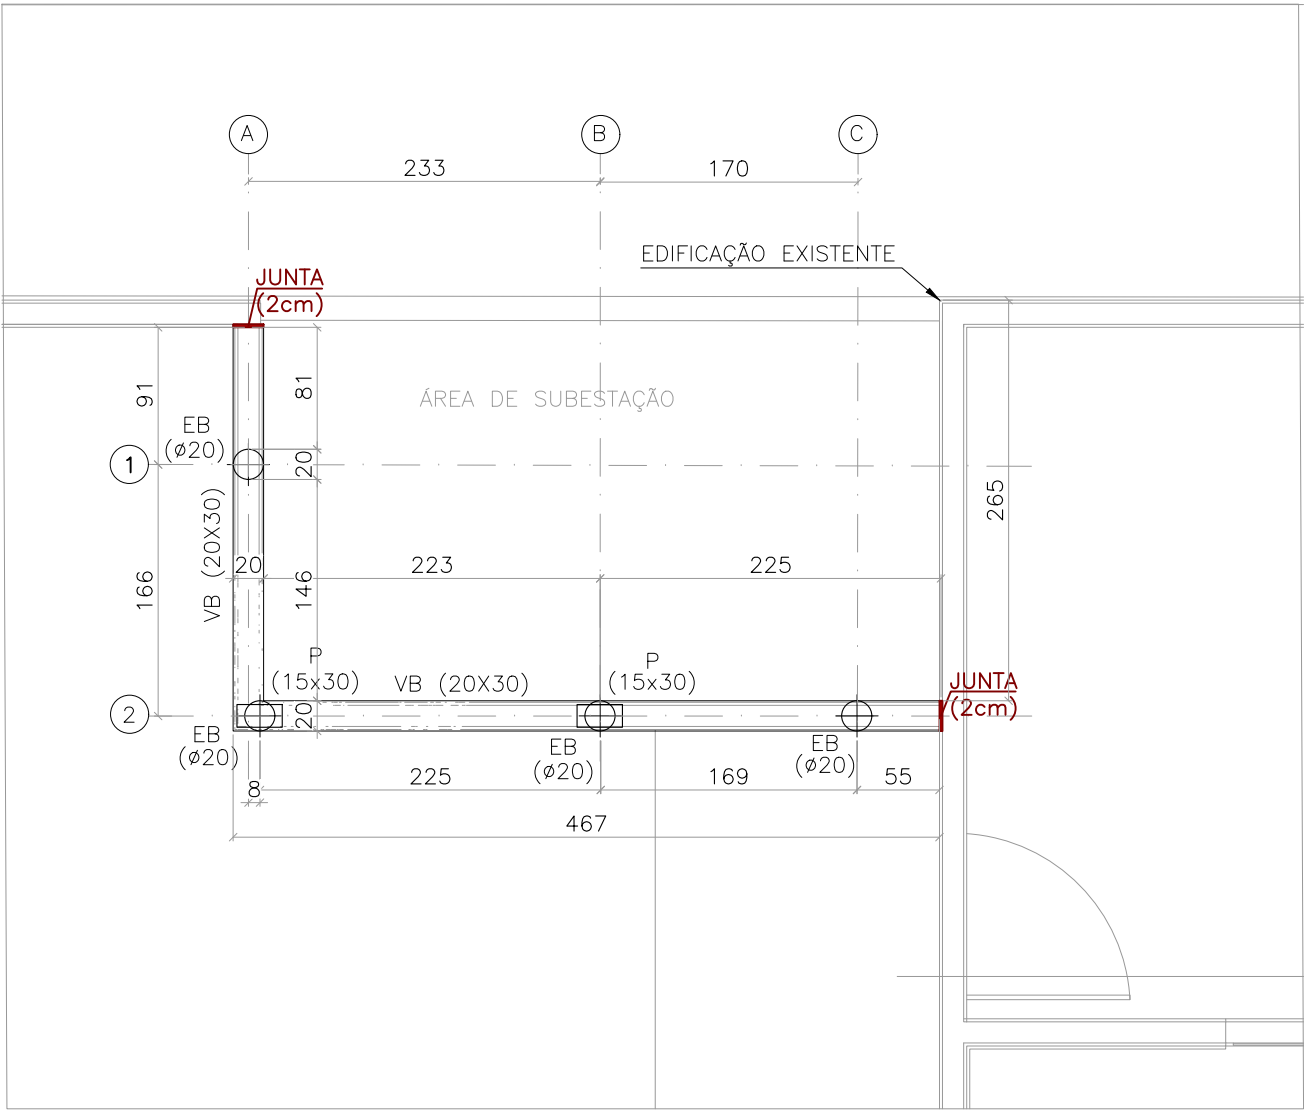 A
B
C
233
170
EDIFICAÇÃO EXISTENTE
JUNTA
(2cm)
91
81
ÁREA DE SUBESTAÇÃO
EB
(ø20)
1
20
265
VB (20X30)
20
223
225
166
146
P
(15x30)
VB (20X30)
P
(15x30)
JUNTA
(2cm)
2
20
EB
(ø20)
EB
(ø20)
EB
(ø20)
8
225
169
55
467